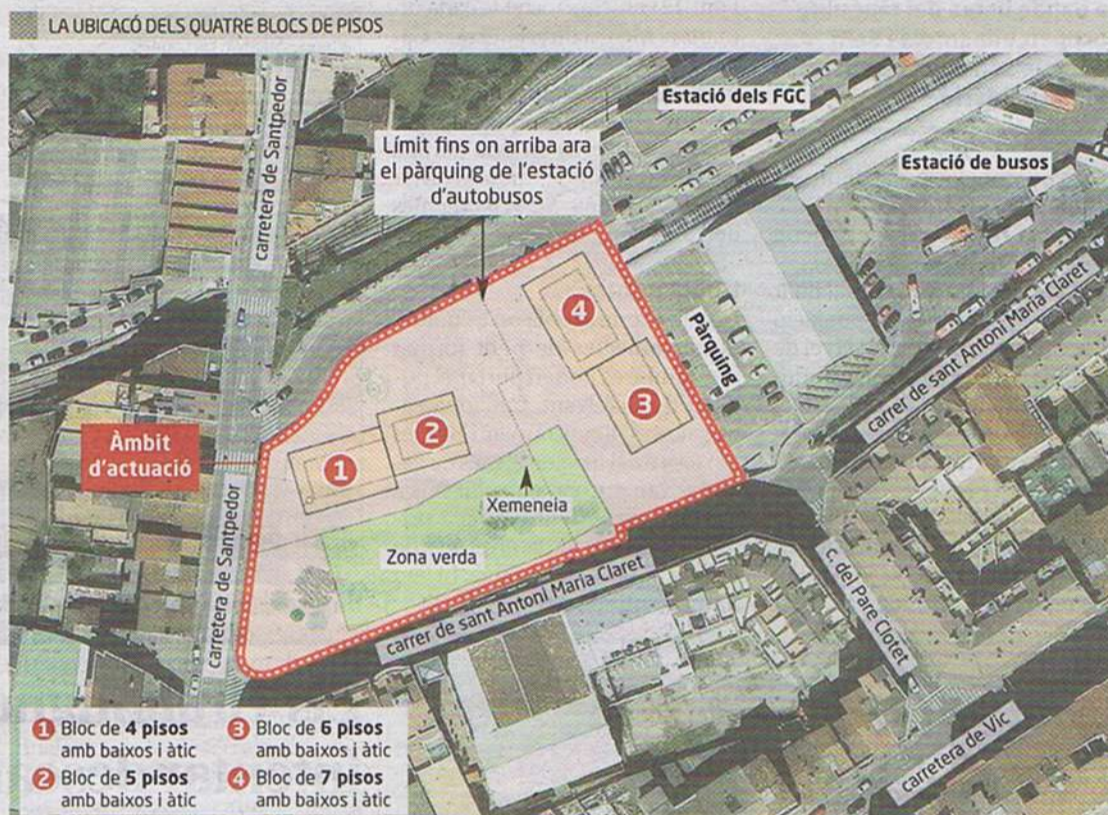 LA UBICACÓ DELS QUATRE BLOCS DE PISOS
carretera de Santpedor
Límit fins on arriba ara
el pàrquing de l'estació
d'autobusos
Estació dels FGC
Estació de busos
carrer de sant Antoni Maria Claret
Pàrquing
4
3
2
1
Àmbit
d'actuació
Xemeneia
Zona verda
carretera de Santpedor
carrer de sant Antoni Maria Claret
c. del Pare Clotet
carretera de Vic
1 Bloc de 4 pisos
amb baixos i àtic
2 Bloc de 5 pisos
amb baixos i àtic
3 Bloc de 6 pisos
amb baixos i àtic
4 Bloc de 7 pisos
amb baixos i àtic